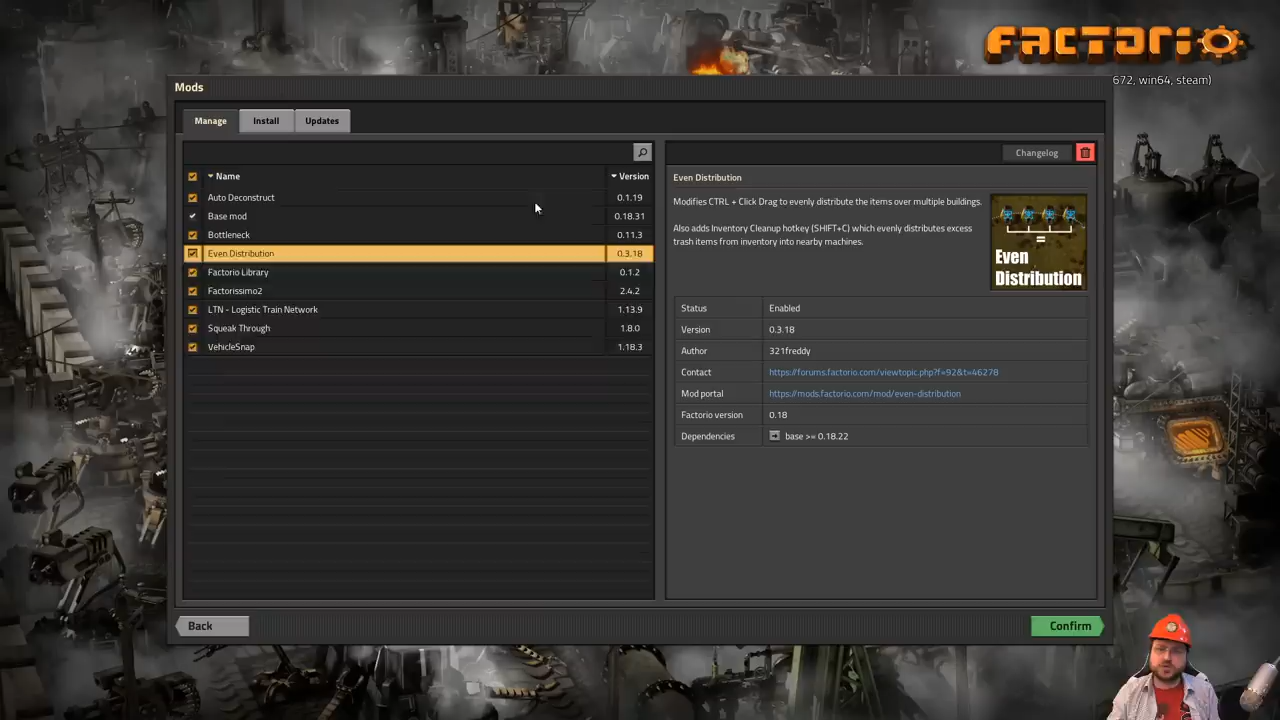 FACTORIO
672, win64, steam)
Mods
Manage
Install
Updates
Name
Version
Auto Deconstruct
0.1.19
Base mod
0.18.31
Bottleneck
0.11.3
Even Distribution
0.3.18
Factorio Library
0.1.2
Factorissimo2
2.4.2
LTN - Logistic Train Network
1.13.9
Squeak Through
1.8.0
VehicleSnap
1.18.3
Changelog
Even Distribution
Modifies CTRL + Click Drag to evenly distribute the items over multiple buildings.
Also adds Inventory Cleanup hotkey (SHIFT+C) which evenly distributes excess
trash items from inventory into nearby machines.
=
Even
Distribution
Status
Enabled
Version
0.3.18
Author
321freddy
Contact
https://forums.factorio.com/viewtopic.php?f=92&t=46278
Mod portal
https://mods.factorio.com/mod/even-distribution
Factorio version
0.18
Dependencies
base >= 0.18.22
Back
Confirm